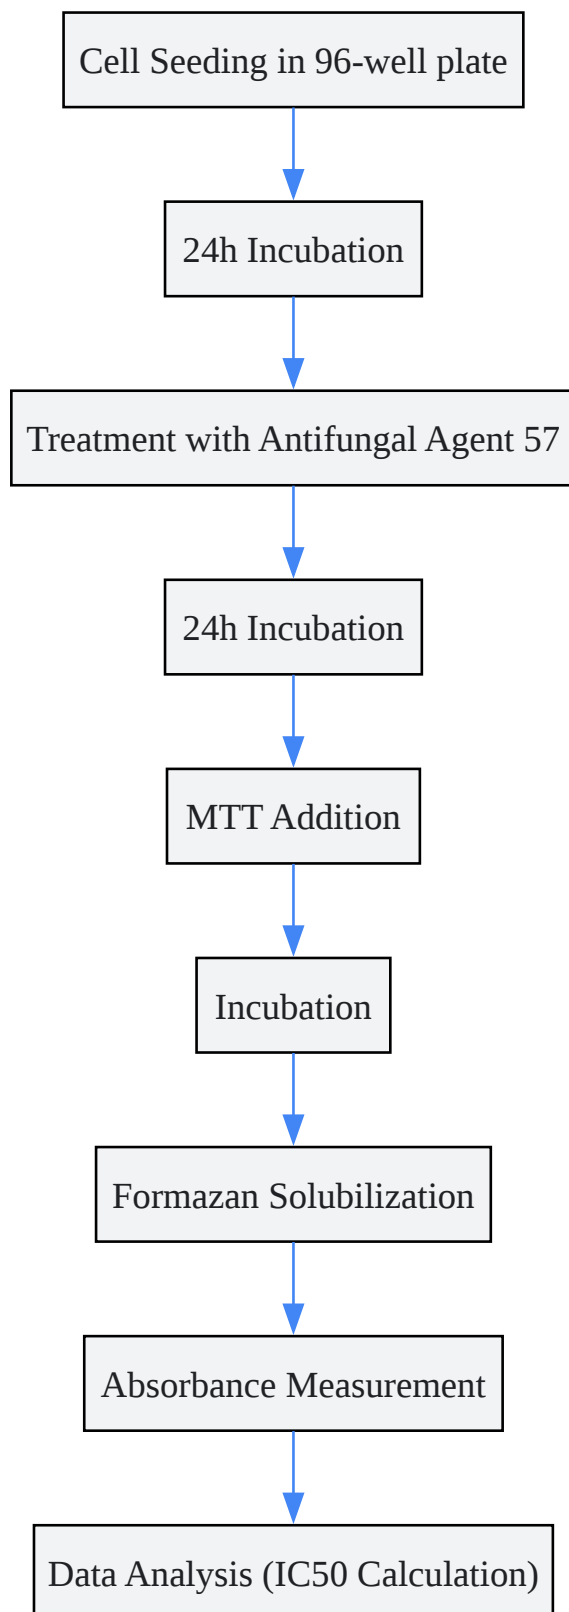 Cell Seeding in 96-well plate
24h Incubation
Treatment with Antifungal Agent 57
24h Incubation
MTT Addition
Incubation
Formazan Solubilization
Absorbance Measurement
Data Analysis (IC50 Calculation)